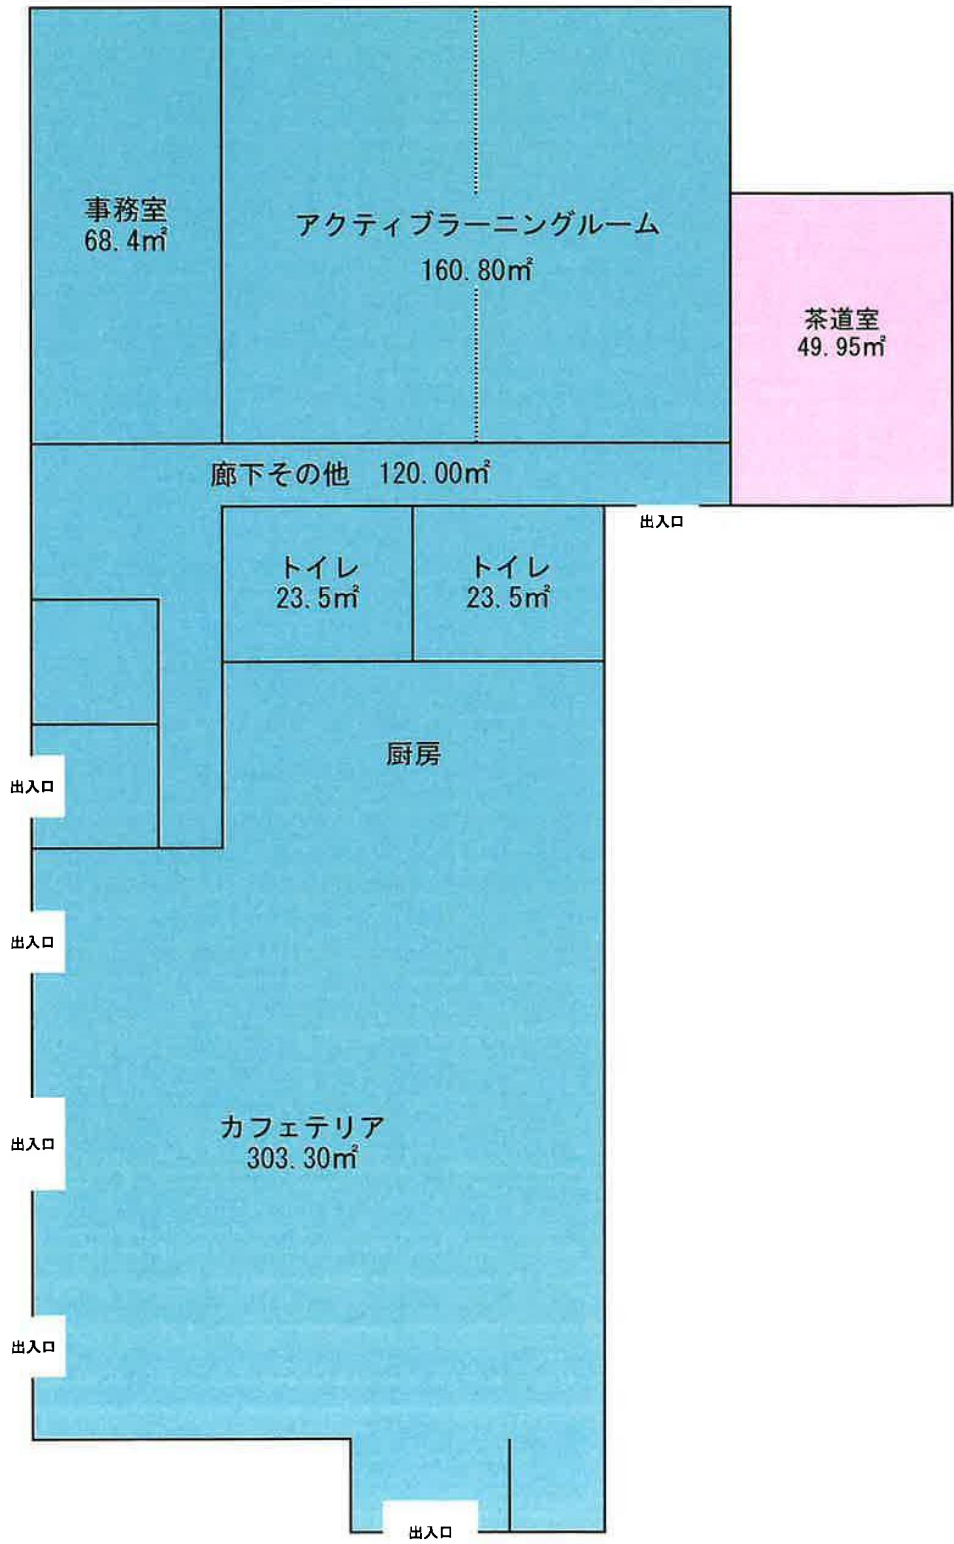 事務室
68.4㎡
アクティブラーニングルーム
160.80㎡
茶道室
49.95㎡
廊下その他　120.00㎡
出入口
トイレ
23.5㎡
トイレ
23.5㎡
厨房
出入口
出入口
カフェテリア
303.30㎡
出入口
出入口
出入口